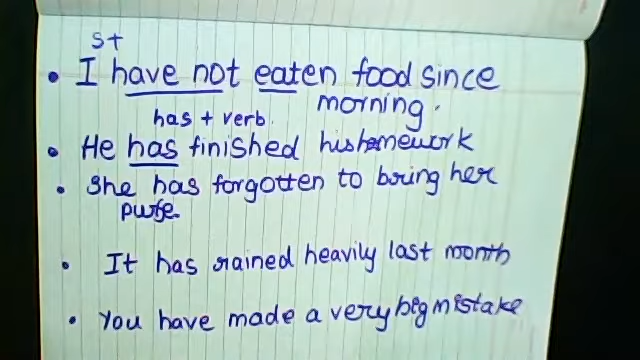 st
• I have not eaten food since
morning.
has + verb.
• He has finished his homework
• She has forgotten to bring her
purse.
• It has rained heavily last month
• You have made a very big mistake